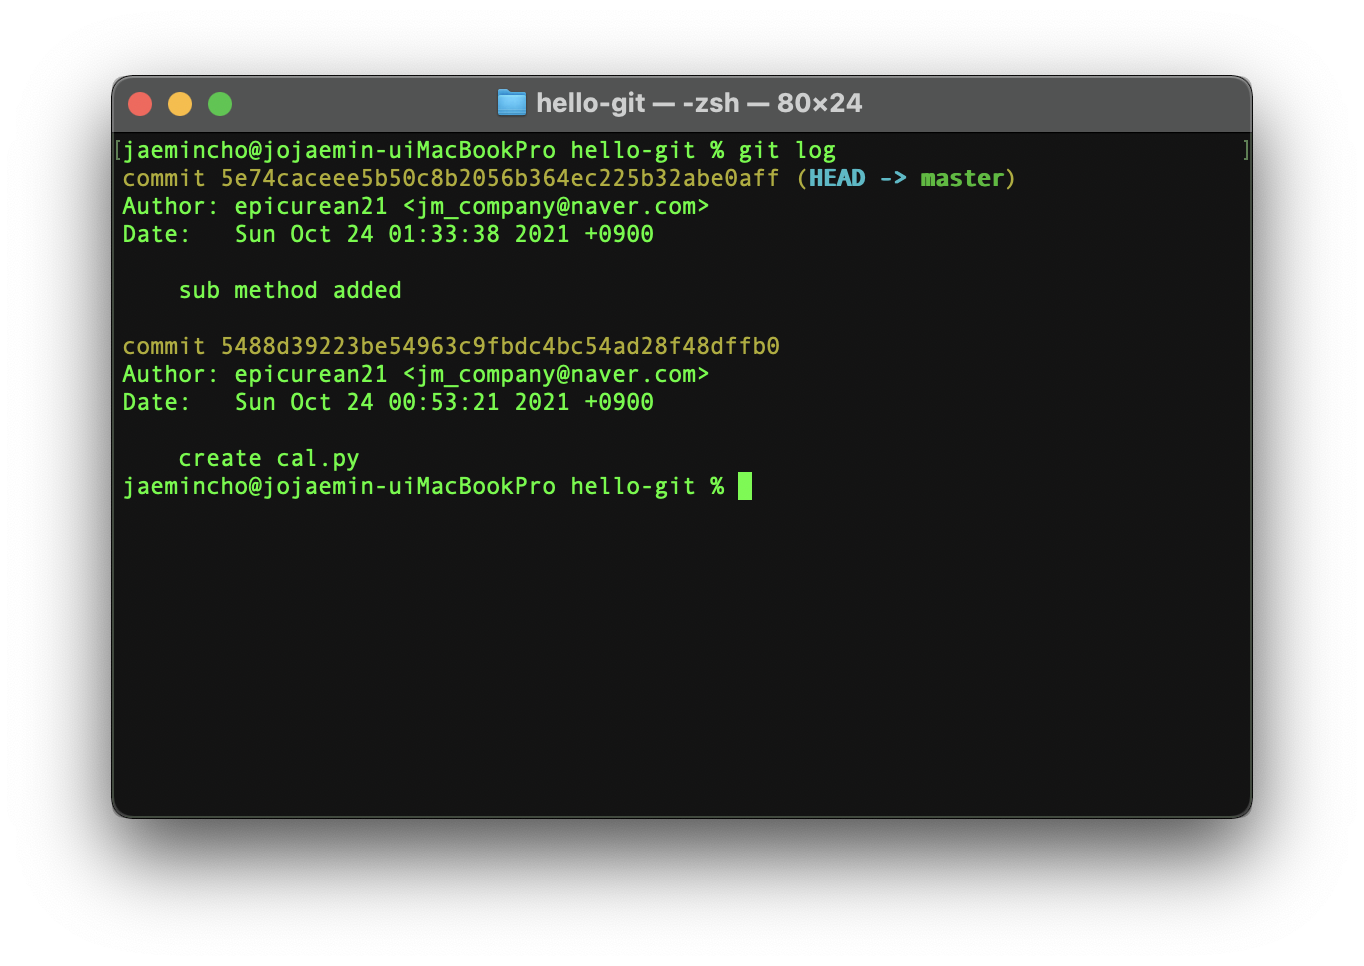 hello-git — -zsh — 80×24
[jaemincho@jojaemin-uiMacBookPro hello-git % git log ]
commit 5e74caceee5b50c8b2056b364ec225b32abe0aff (HEAD -> master)
Author: epicurean21 <jm_company@naver.com>
Date:   Sun Oct 24 01:33:38 2021 +0900
    sub method added
commit 5488d39223be54963c9fbdc4bc54ad28f48dffb0
Author: epicurean21 <jm_company@naver.com>
Date:   Sun Oct 24 00:53:21 2021 +0900
    create cal.py
jaemincho@jojaemin-uiMacBookPro hello-git %